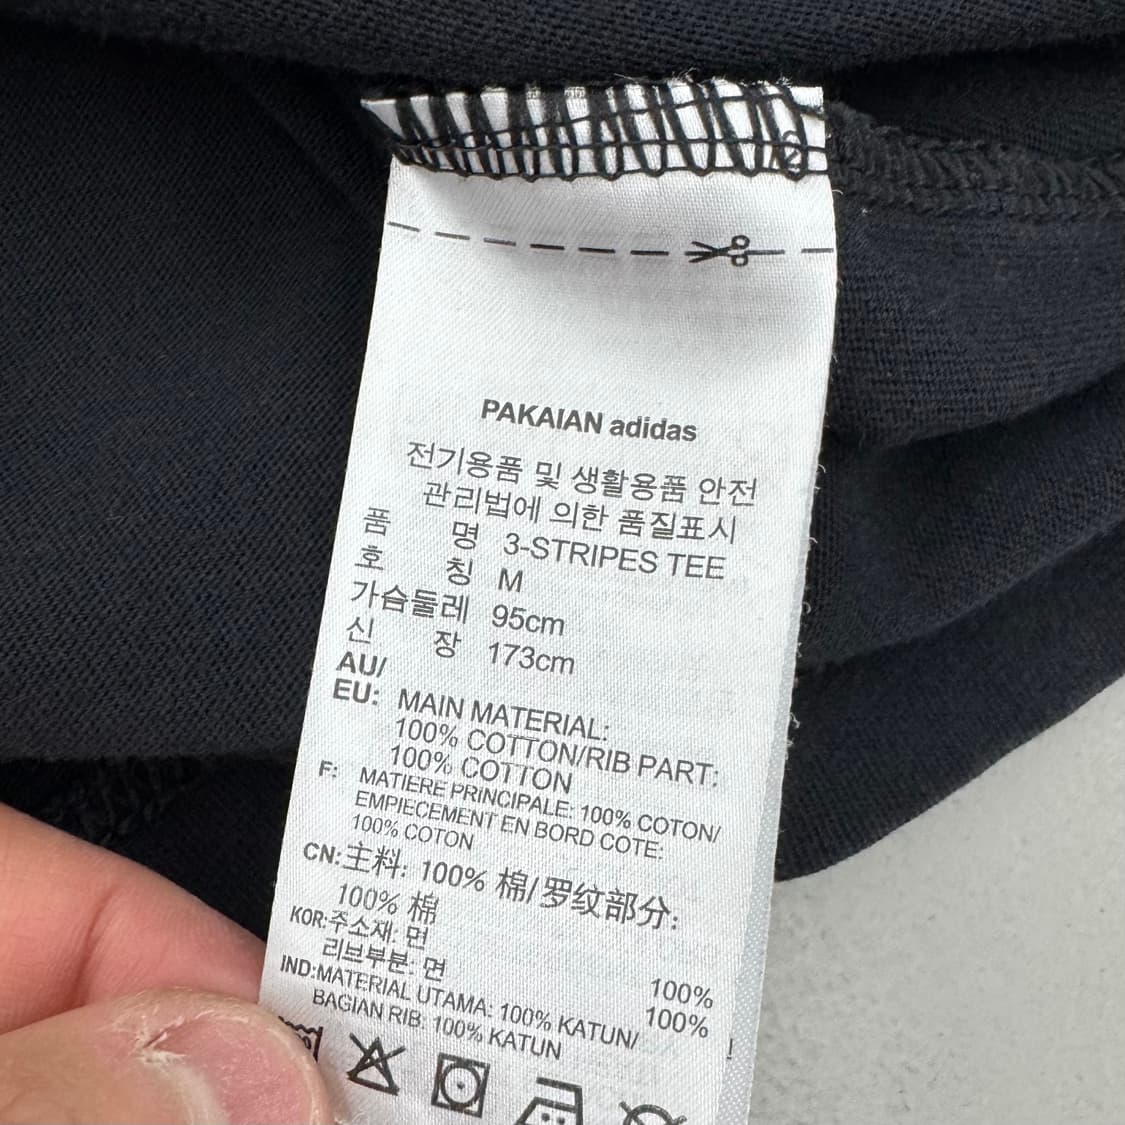 PAKAIAN adidas
전기용품 및 생활용품 안전
관리법에 의한 품질표시
품 명 3-STRIPES TEE
호 칭 M
가슴둘레 95cm
신 장 173cm
AU/
EU: MAIN MATERIAL:
100% COTTON/RIB PART:
100% COTTON
F: MATIERE PRINCIPALE: 100% COTON/
EMPIECEMENT EN BORD COTE:
100% COTON
CN:主料: 100% 棉/罗纹部分:
100% 棉
KOR:주소재: 면 100%
리브부분: 면 100%
IND:MATERIAL UTAMA: 100% KATUN/
BAGIAN RIB: 100% KATUN